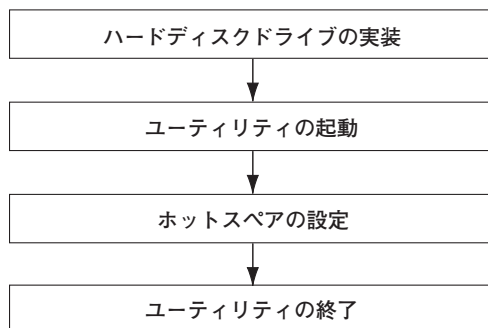 ハードディスクドライブの実装
ユーティリティの起動
ホットスペアの設定
ユーティリティの終了